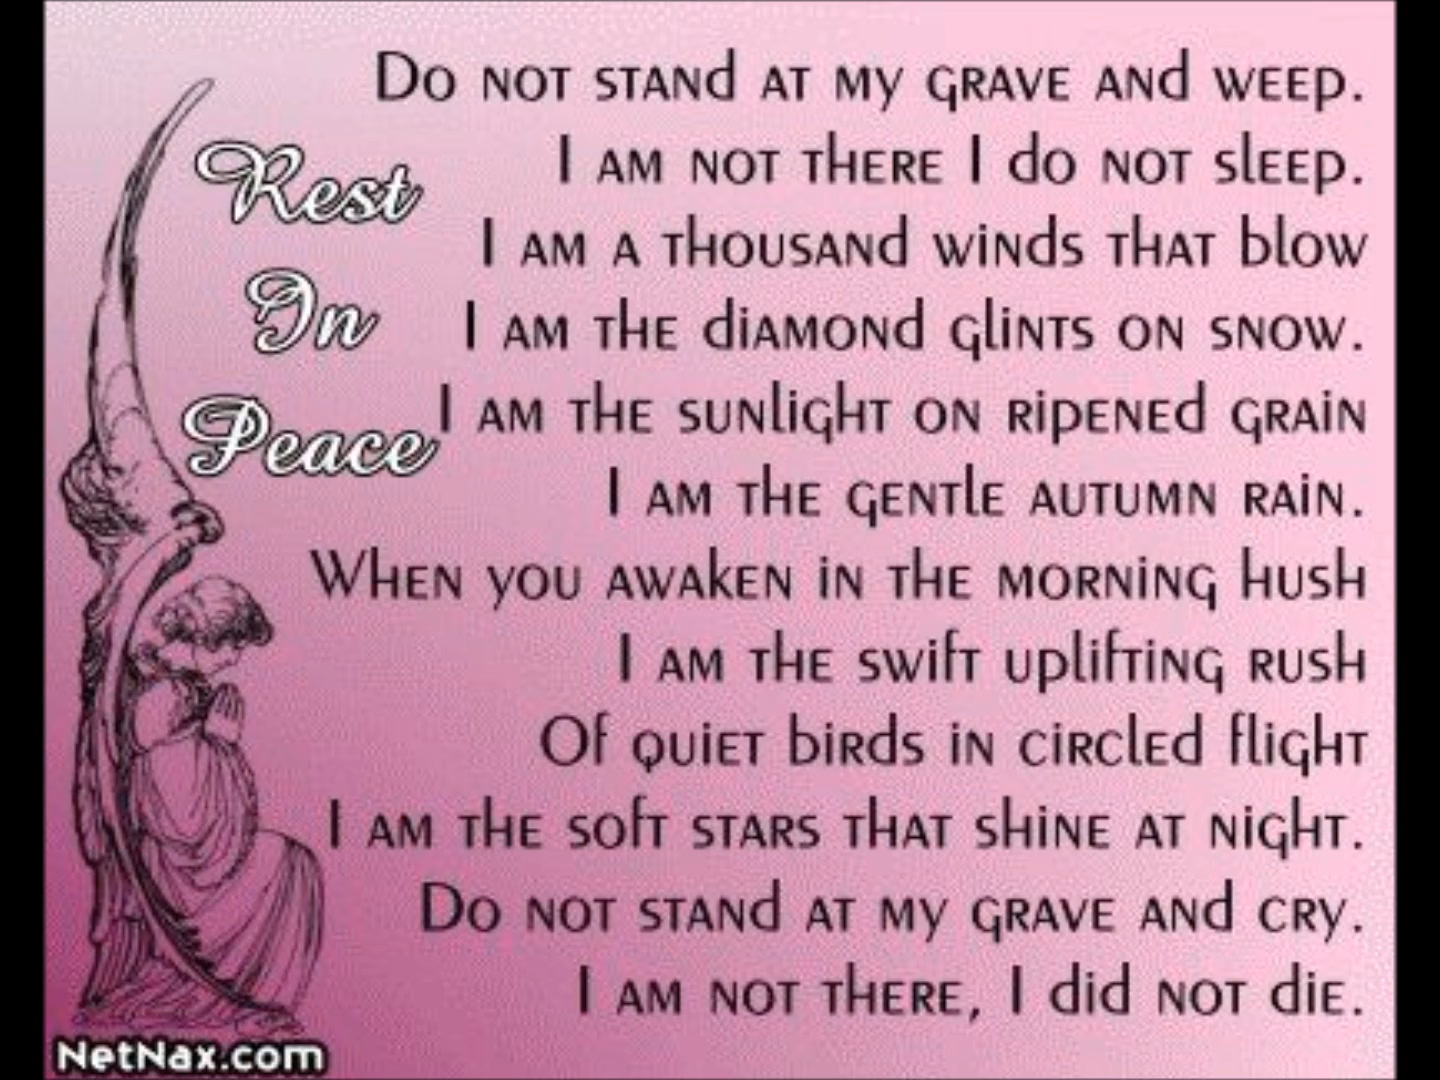 Rest
In
Peace
Do not stand at my grave and weep.
I am not there I do not sleep.
I am a thousand winds that blow
I am the diamond glints on snow.
I am the sunlight on ripened grain
I am the gentle autumn rain.
When you awaken in the morning hush
I am the swift uplifting rush
Of quiet birds in circled flight
I am the soft stars that shine at night.
Do not stand at my grave and cry.
I am not there, I did not die.
NetNax.com